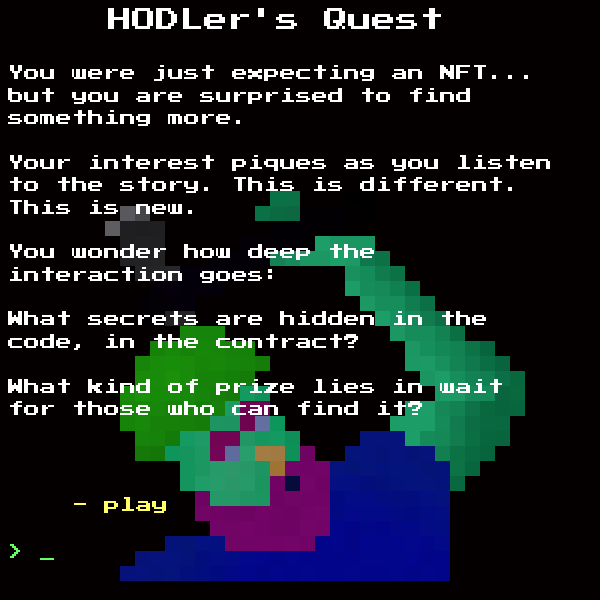 HODLer's Quest
You were just expecting an NFT...
but you are surprised to find
something more.
Your interest piques as you listen
to the story. This is different.
This is new.
You wonder how deep the
interaction goes:
What secrets are hidden in the
code, in the contract?
What kind of prize lies in wait
for those who can find it?
- play
> _